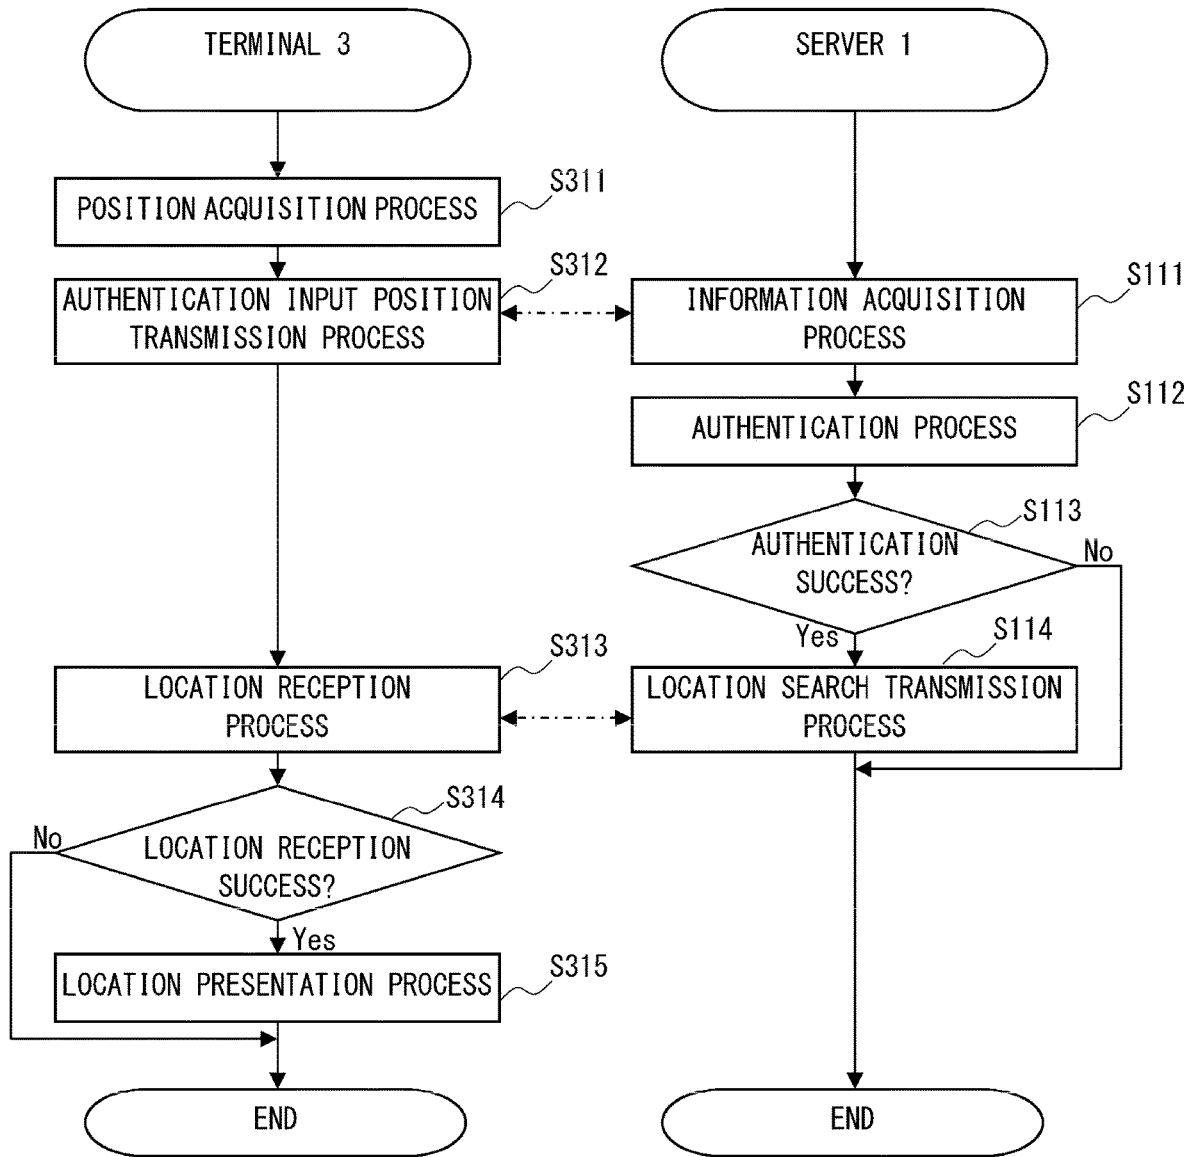 TERMINAL 3
SERVER 1
S311
POSITION ACQUISITION PROCESS
S312
AUTHENTICATION INPUT POSITION
TRANSMISSION PROCESS
S111
INFORMATION ACQUISITION
PROCESS
S112
AUTHENTICATION PROCESS
S113
AUTHENTICATION
SUCCESS?
No
Yes
S313
LOCATION RECEPTION
PROCESS
S114
LOCATION SEARCH TRANSMISSION
PROCESS
S314
No
LOCATION RECEPTION
SUCCESS?
Yes
S315
LOCATION PRESENTATION PROCESS
END
END